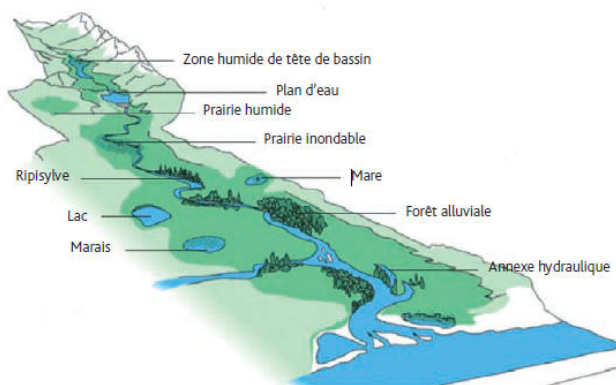 Zone humide de tête de bassin
Plan d'eau
Prairie humide
Prairie inondable
Ripisylve
Mare
Lac
Forêt alluviale
Marais
Annexe hydraulique